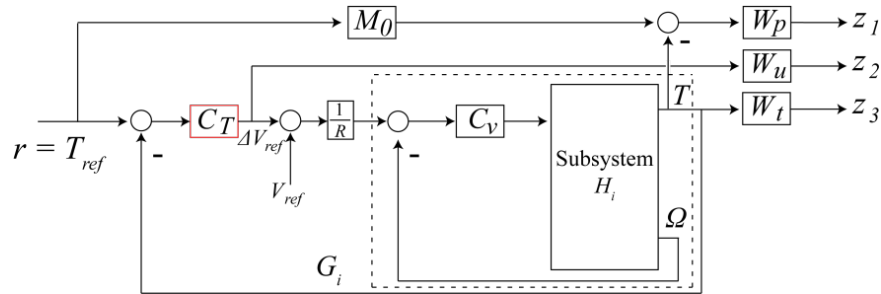 M0
-
Wp
z1
Wu
z2
T
Wt
z3
r = Tref
-
CT
ΔVref
Vref
1
R
-
Cv
Subsystem
Hi
Ω
Gi